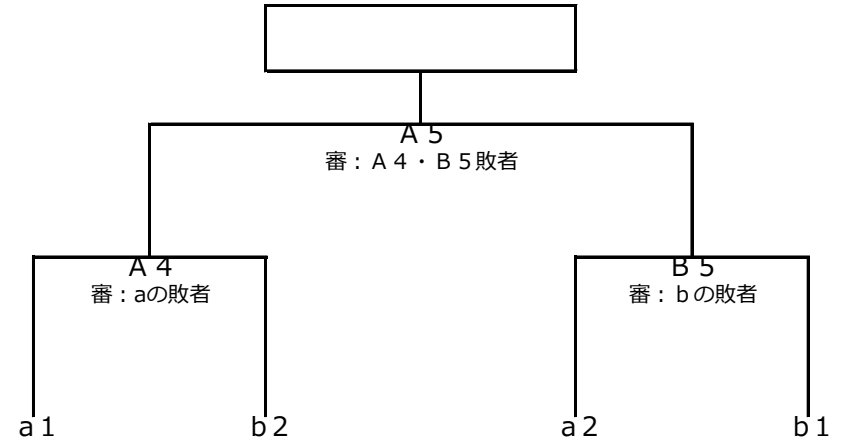 Ａ５
審：Ａ４・Ｂ５敗者
Ａ４
審：aの敗者
Ｂ５
審：ｂの敗者
a１
ｂ２
a２
ｂ１